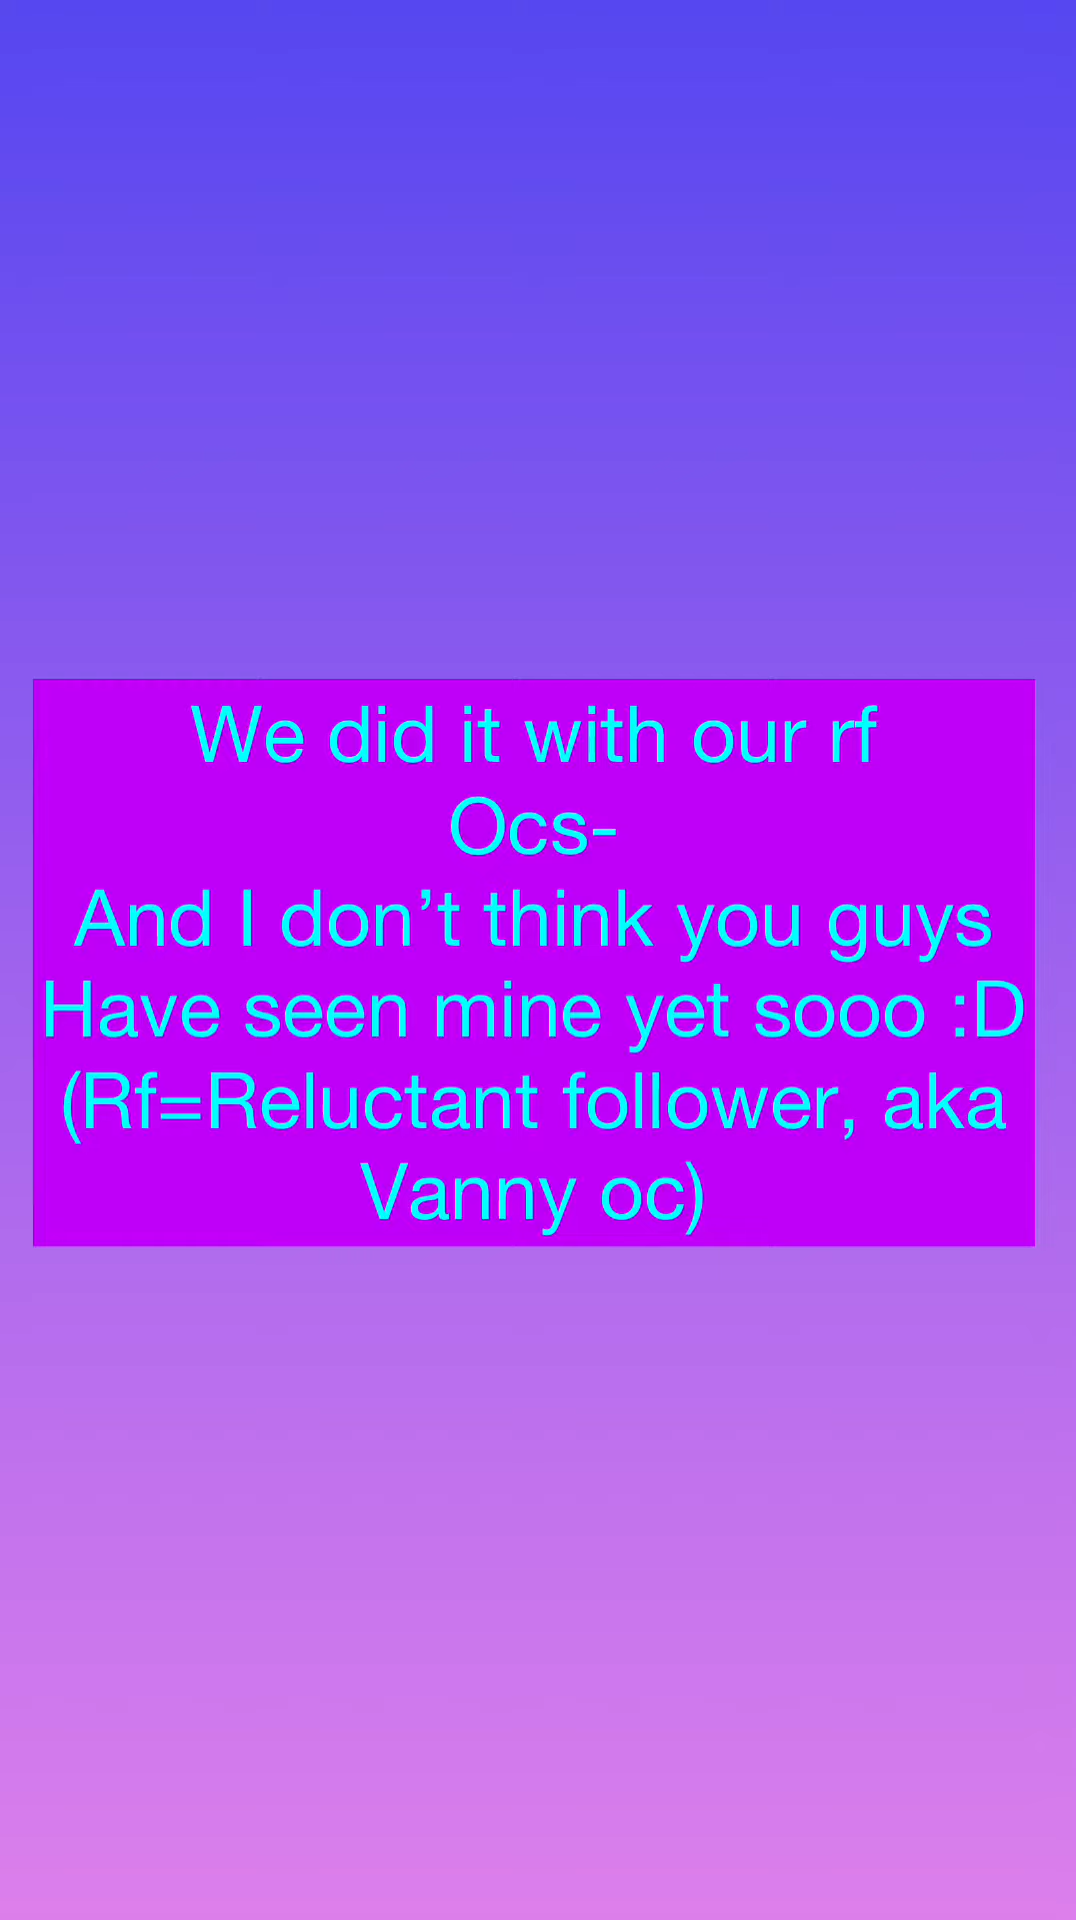 We did it with our rf
Ocs-
And I don’t think you guys
Have seen mine yet sooo :D
(Rf=Reluctant follower, aka
Vanny oc)